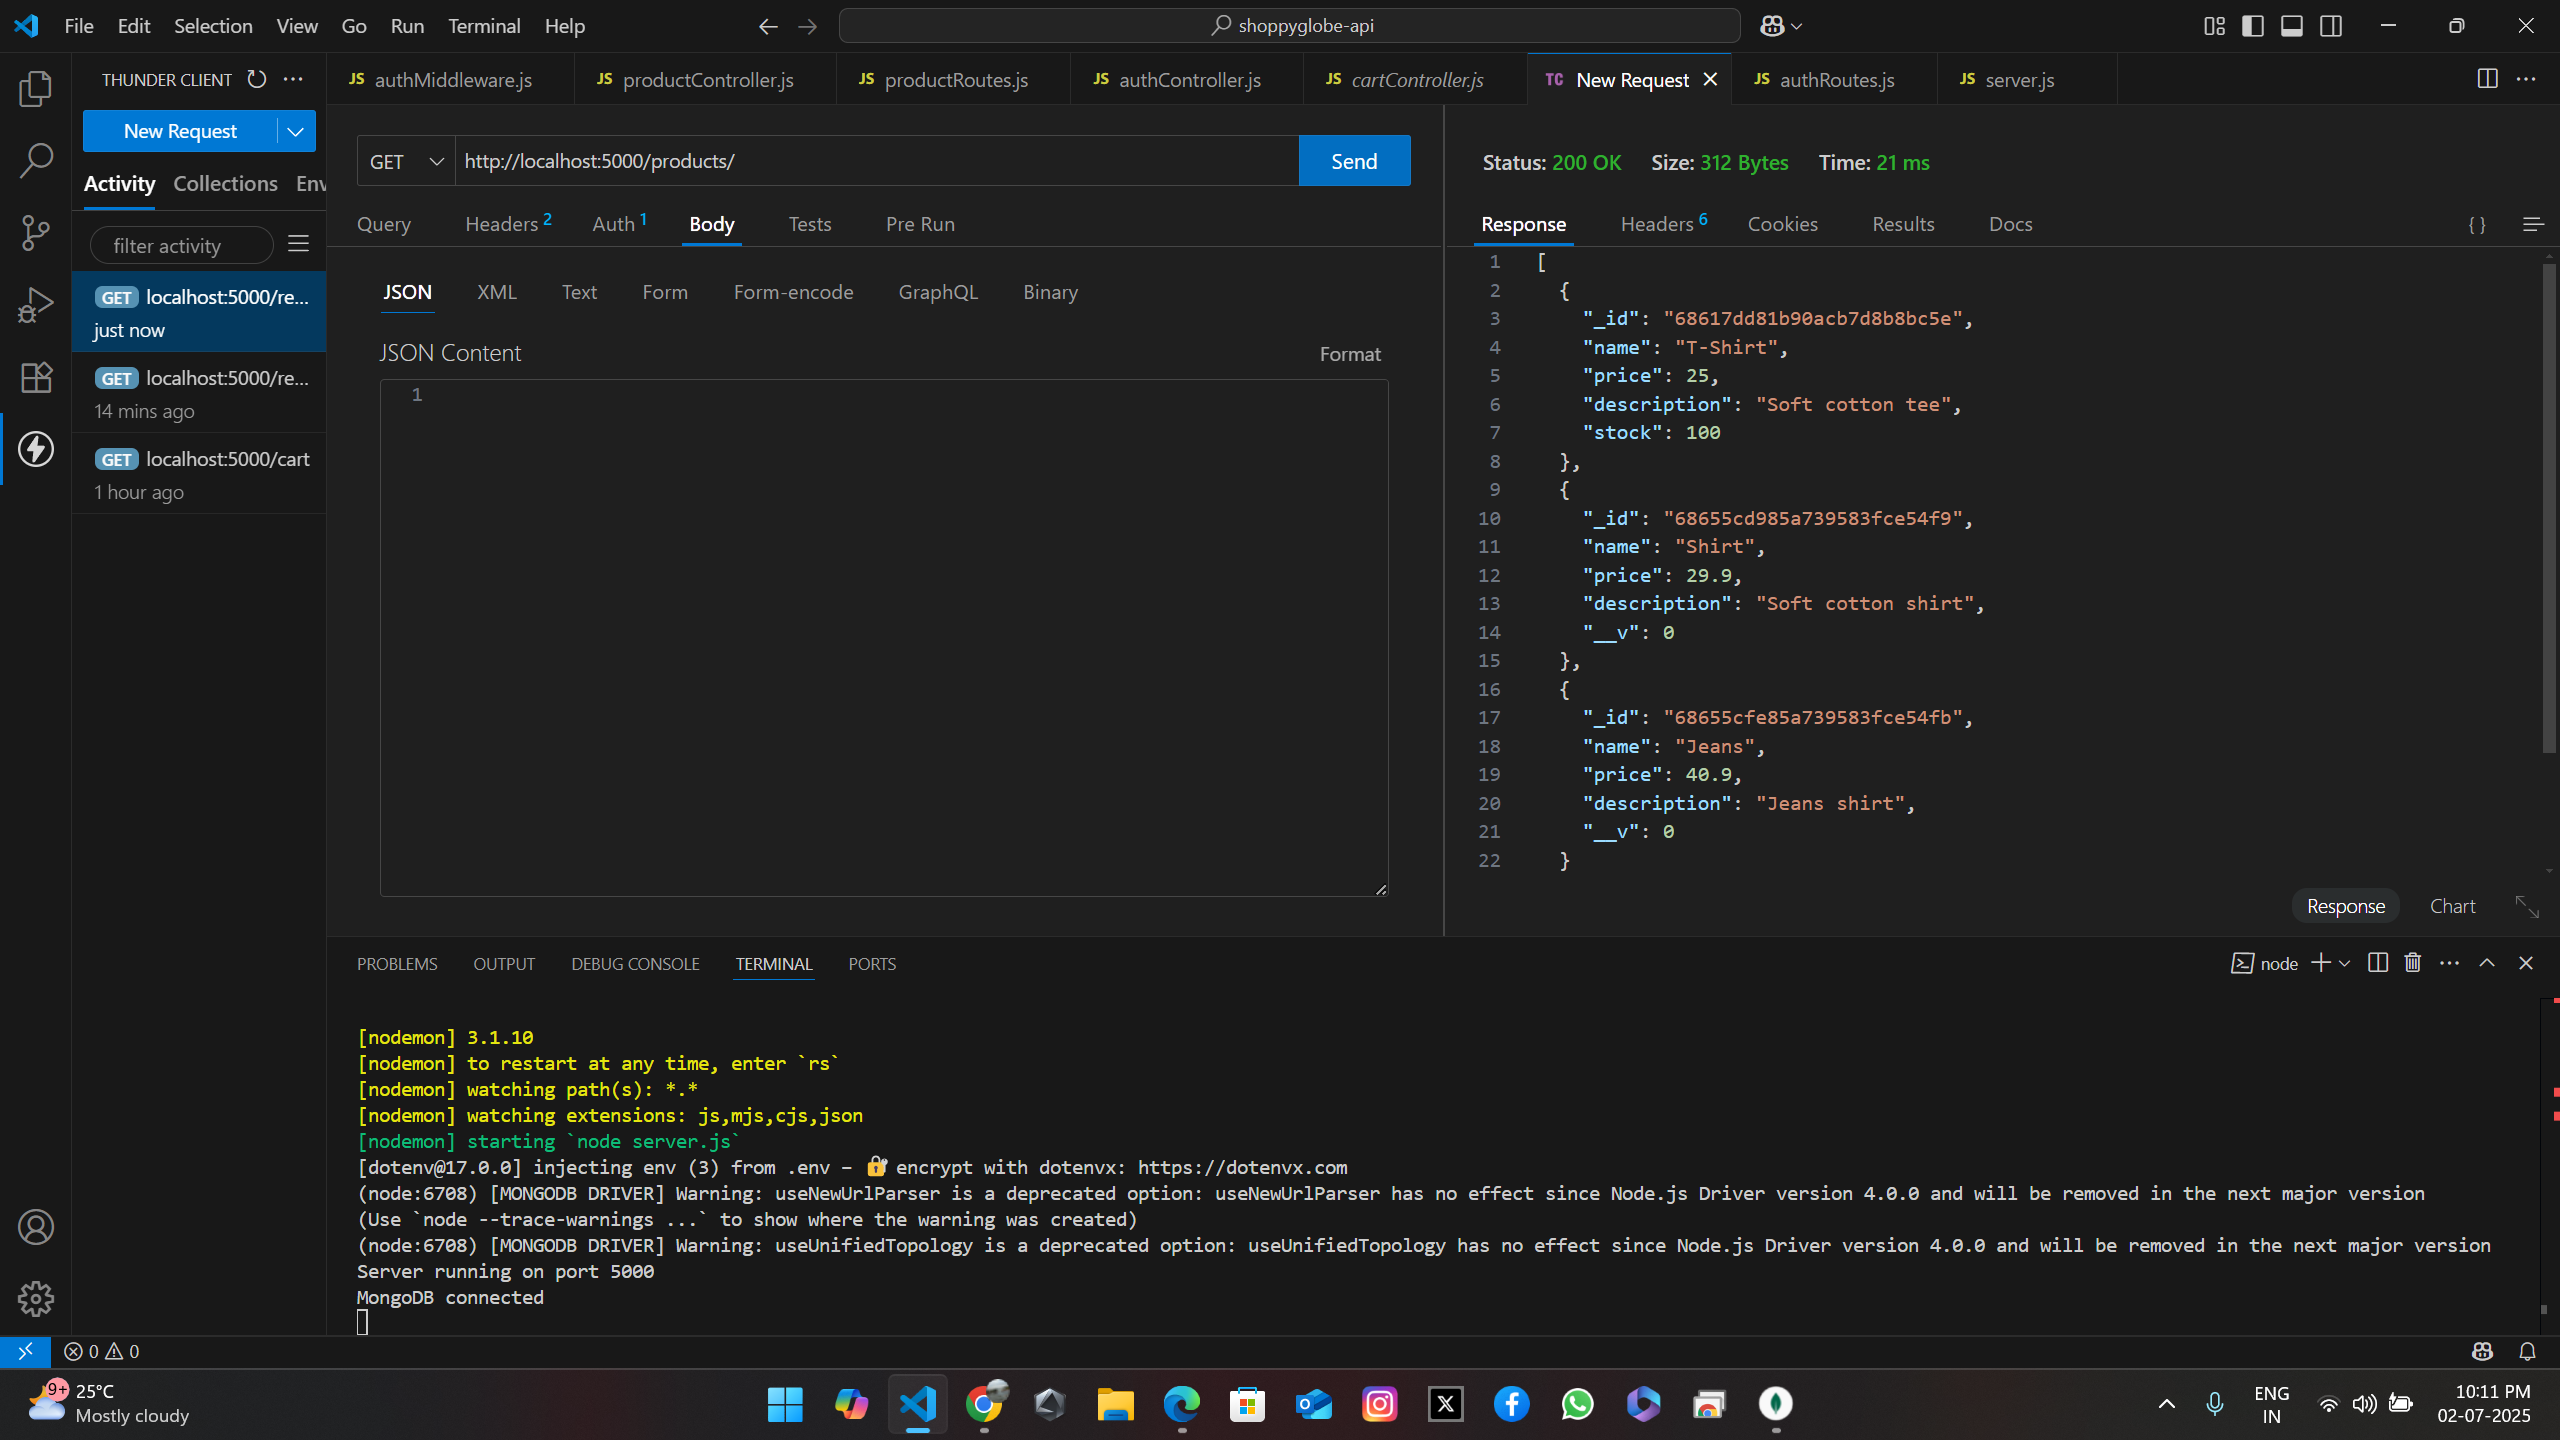 File Edit Selection View Go Run Terminal Help
shoppyglobe-api
THUNDER CLIENT
authMiddleware.js
productController.js
productRoutes.js
authController.js
cartController.js
TC New Request
authRoutes.js
server.js
New Request
Activity Collections Env
filter activity
GET localhost:5000/re...
just now
GET localhost:5000/re...
14 mins ago
GET localhost:5000/cart
1 hour ago
GET http://localhost:5000/products/ Send
Query Headers 2 Auth 1 Body Tests Pre Run
JSON XML Text Form Form-encode GraphQL Binary
JSON Content Format
1
Status: 200 OK Size: 312 Bytes Time: 21 ms
Response Headers 6 Cookies Results Docs { }
1 [
2 {
3 "_id": "68617dd81b90acb7d8b8bc5e",
4 "name": "T-Shirt",
5 "price": 25,
6 "description": "Soft cotton tee",
7 "stock": 100
8 },
9 {
10 "_id": "68655cd985a739583fce54f9",
11 "name": "Shirt",
12 "price": 29.9,
13 "description": "Soft cotton shirt",
14 "__v": 0
15 },
16 {
17 "_id": "68655cfe85a739583fce54fb",
18 "name": "Jeans",
19 "price": 40.9,
20 "description": "Jeans shirt",
21 "__v": 0
22 }
Response Chart
PROBLEMS OUTPUT DEBUG CONSOLE TERMINAL PORTS
node
[nodemon] 3.1.10
[nodemon] to restart at any time, enter `rs`
[nodemon] watching path(s): *.*
[nodemon] watching extensions: js,mjs,cjs,json
[nodemon] starting `node server.js`
[dotenv@17.0.0] injecting env (3) from .env – 🔐 encrypt with dotenvx: https://dotenvx.com
(node:6708) [MONGODB DRIVER] Warning: useNewUrlParser is a deprecated option: useNewUrlParser has no effect since Node.js Driver version 4.0.0 and will be removed in the next major version
(Use `node --trace-warnings ...` to show where the warning was created)
(node:6708) [MONGODB DRIVER] Warning: useUnifiedTopology is a deprecated option: useUnifiedTopology has no effect since Node.js Driver version 4.0.0 and will be removed in the next major version
Server running on port 5000
MongoDB connected
0 0
9+ 25°C
Mostly cloudy
ENG
IN
10:11 PM
02-07-2025